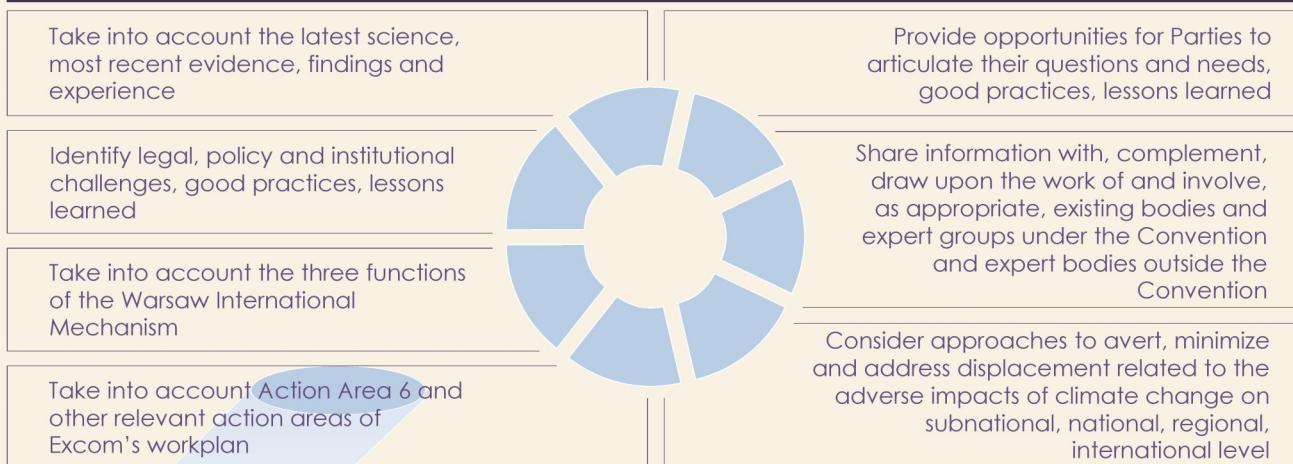 Take into account the latest science,
most recent evidence, findings and
experience
Identify legal, policy and institutional
challenges, good practices, lessons
learned
Take into account the three functions
of the Warsaw International
Mechanism
Take into account Action Area 6 and
other relevant action areas of
Excom's workplan
Provide opportunities for Parties to
articulate their questions and needs,
good practices, lessons learned
Share information with, complement,
draw upon the work of and involve,
as appropriate, existing bodies and
expert groups under the Convention
and expert bodies outside the
Convention
Consider approaches to avert, minimize
and address displacement related to the
adverse impacts of climate change on
subnational, national, regional,
international level